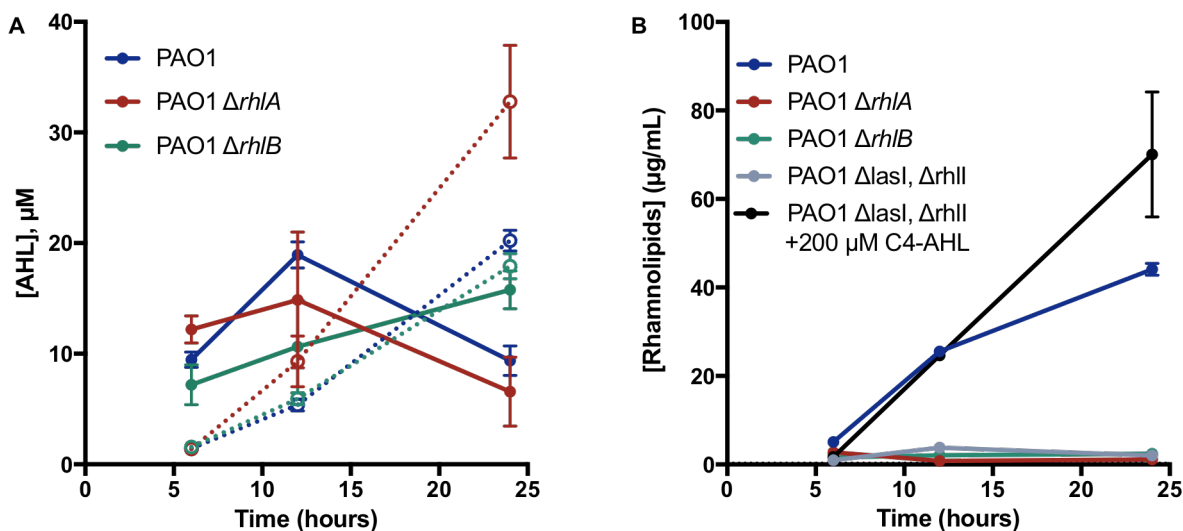 A
40
30
20
10
0
[AHL], µM
PAO1
PAO1 ΔrhlA
PAO1 ΔrhlB
0
5
10
15
20
25
Time (hours)
B
100
80
60
40
20
0
[Rhamnolipids] (µg/mL)
PAO1
PAO1 ΔrhlA
PAO1 ΔrhlB
PAO1 ΔlasI, ΔrhlI
PAO1 ΔlasI, ΔrhlI
+200 µM C4-AHL
0
5
10
15
20
25
Time (hours)